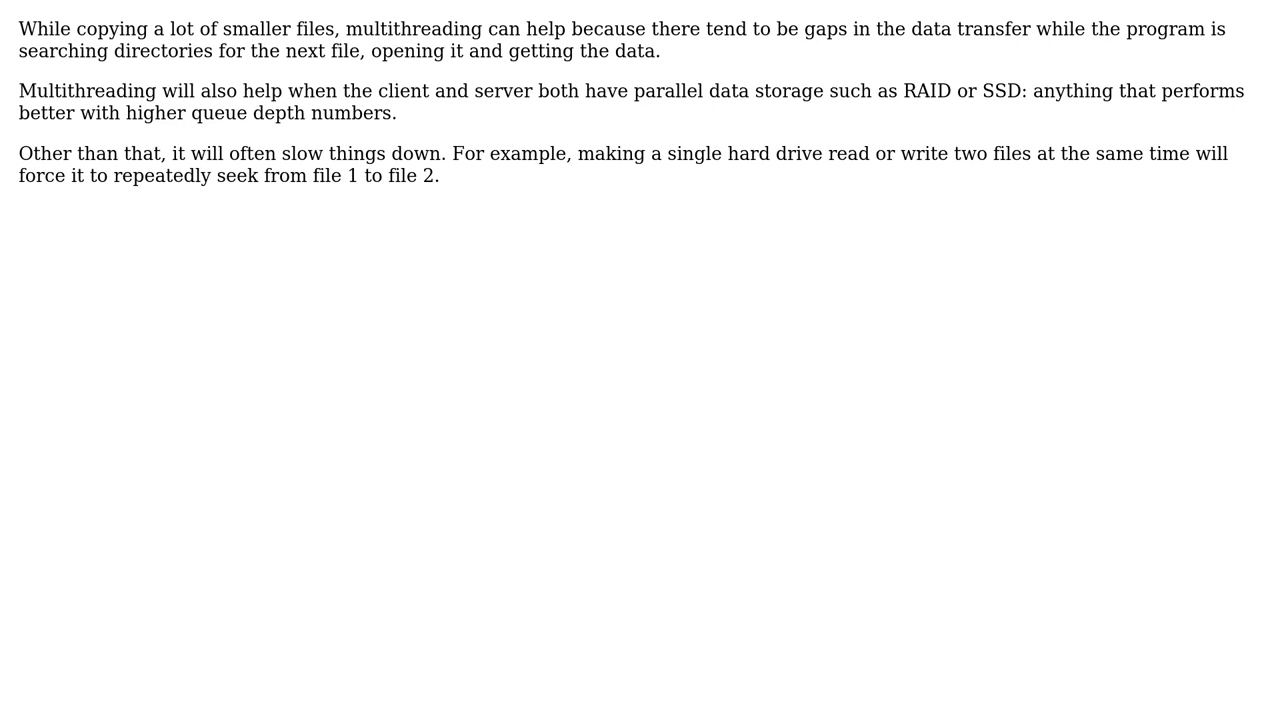 While copying a lot of smaller files, multithreading can help because there tend to be gaps in the data transfer while the program is
searching directories for the next file, opening it and getting the data.
Multithreading will also help when the client and server both have parallel data storage such as RAID or SSD: anything that performs
better with higher queue depth numbers.
Other than that, it will often slow things down. For example, making a single hard drive read or write two files at the same time will
force it to repeatedly seek from file 1 to file 2.